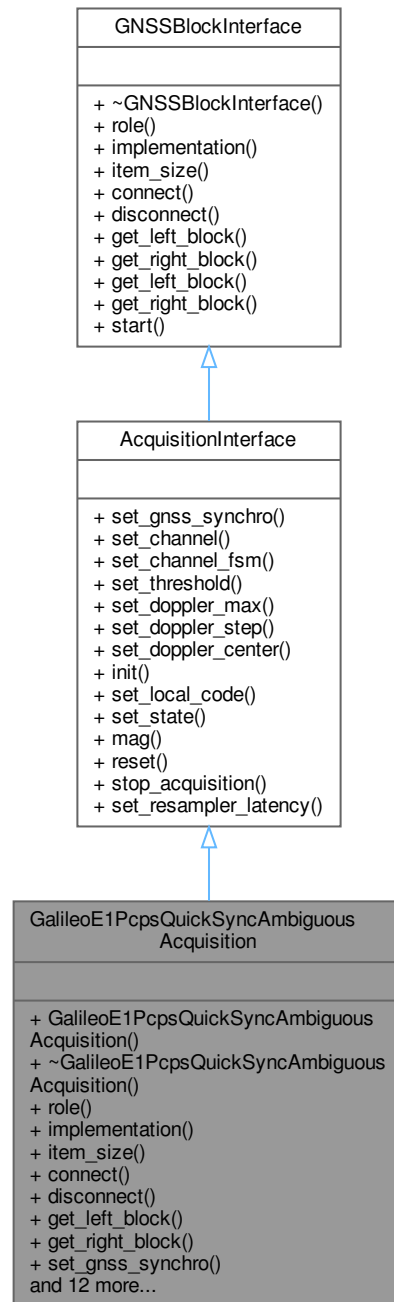 GNSSBlockInterface
+ ~GNSSBlockInterface()
+ role()
+ implementation()
+ item_size()
+ connect()
+ disconnect()
+ get_left_block()
+ get_right_block()
+ get_left_block()
+ get_right_block()
+ start()
AcquisitionInterface
+ set_gnss_synchro()
+ set_channel()
+ set_channel_fsm()
+ set_threshold()
+ set_doppler_max()
+ set_doppler_step()
+ set_doppler_center()
+ init()
+ set_local_code()
+ set_state()
+ mag()
+ reset()
+ stop_acquisition()
+ set_resampler_latency()
GalileoE1PcpsQuickSyncAmbiguous
Acquisition
+ GalileoE1PcpsQuickSyncAmbiguous
Acquisition()
+ ~GalileoE1PcpsQuickSyncAmbiguous
Acquisition()
+ role()
+ implementation()
+ item_size()
+ connect()
+ disconnect()
+ get_left_block()
+ get_right_block()
+ set_gnss_synchro()
and 12 more...